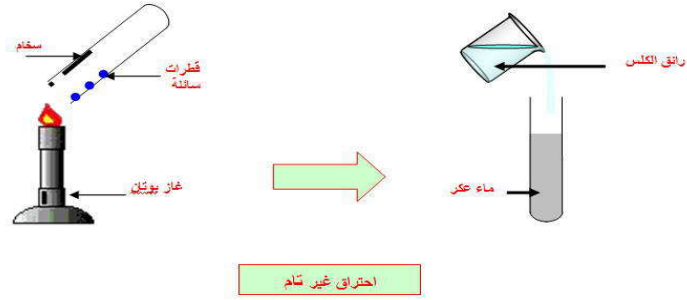 سخام
قطرات
سائلة
غاز بوتان
رائق الكلس
ماء عكر
احتراق غير تام